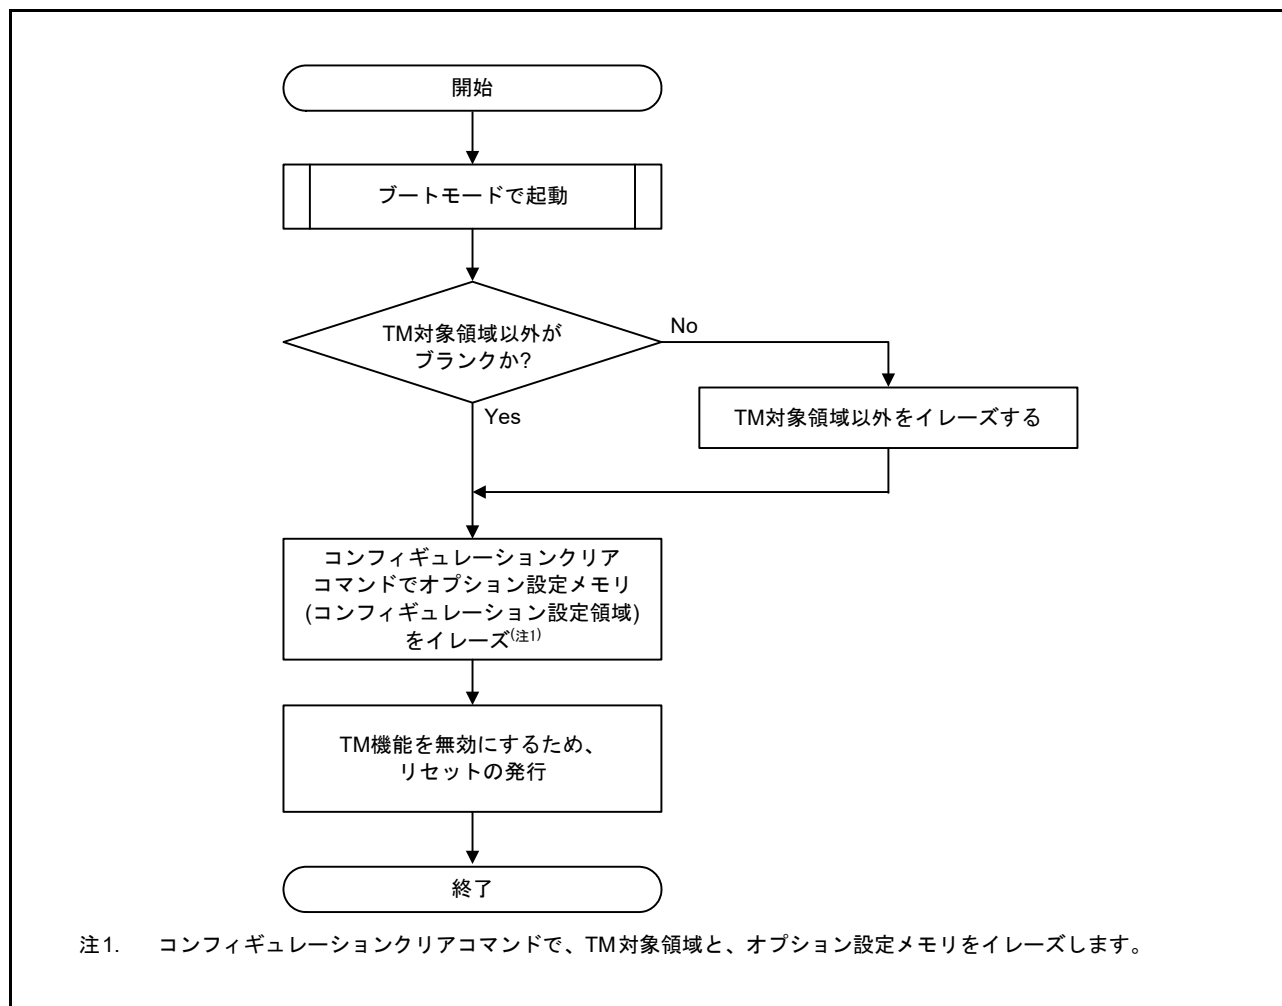 開始
ブートモードで起動
TM対象領域以外が
ブランクか?
No
Yes
TM対象領域以外をイレーズする
コンフィギュレーションクリア
コマンドでオプション設定メモリ
(コンフィギュレーション設定領域)
をイレーズ(注1)
TM機能を無効にするため、
リセットの発行
終了
注1. コンフィギュレーションクリアコマンドで、TM対象領域と、オプション設定メモリをイレーズします。